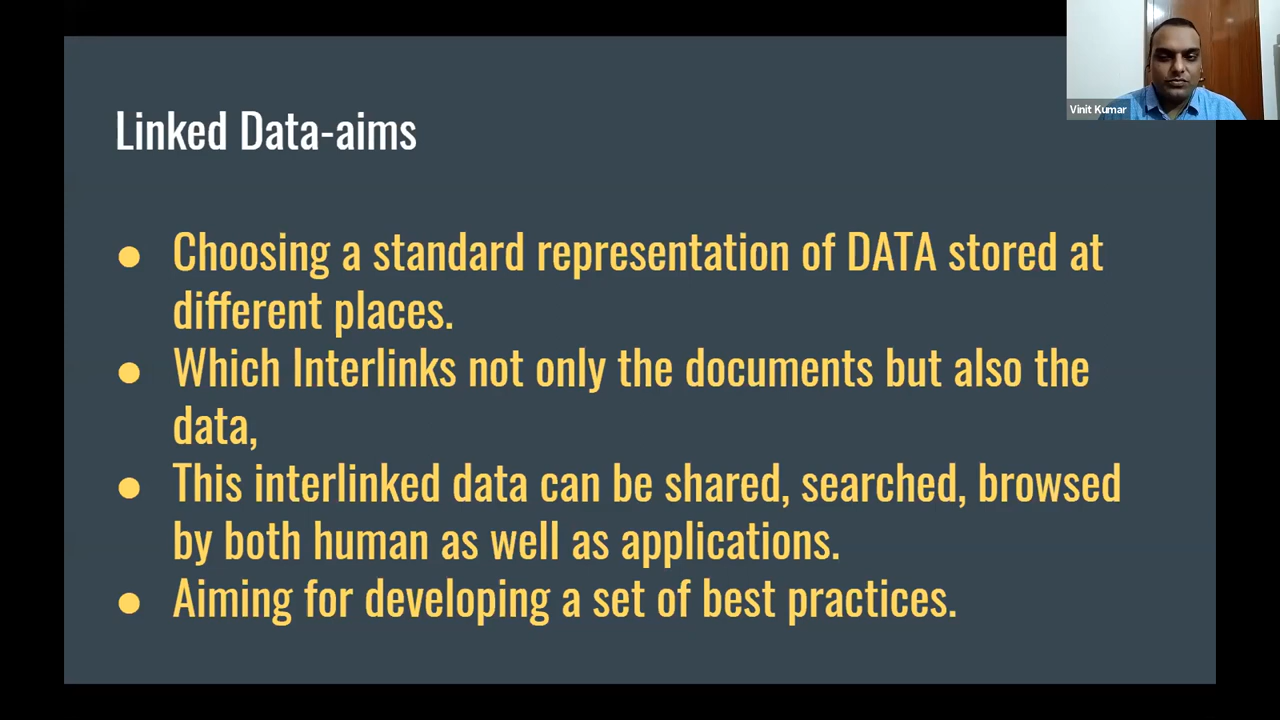 Vinit Kumar
Linked Data-aims
● Choosing a standard representation of DATA stored at
different places.
● Which Interlinks not only the documents but also the
data,
● This interlinked data can be shared, searched, browsed
by both human as well as applications.
● Aiming for developing a set of best practices.